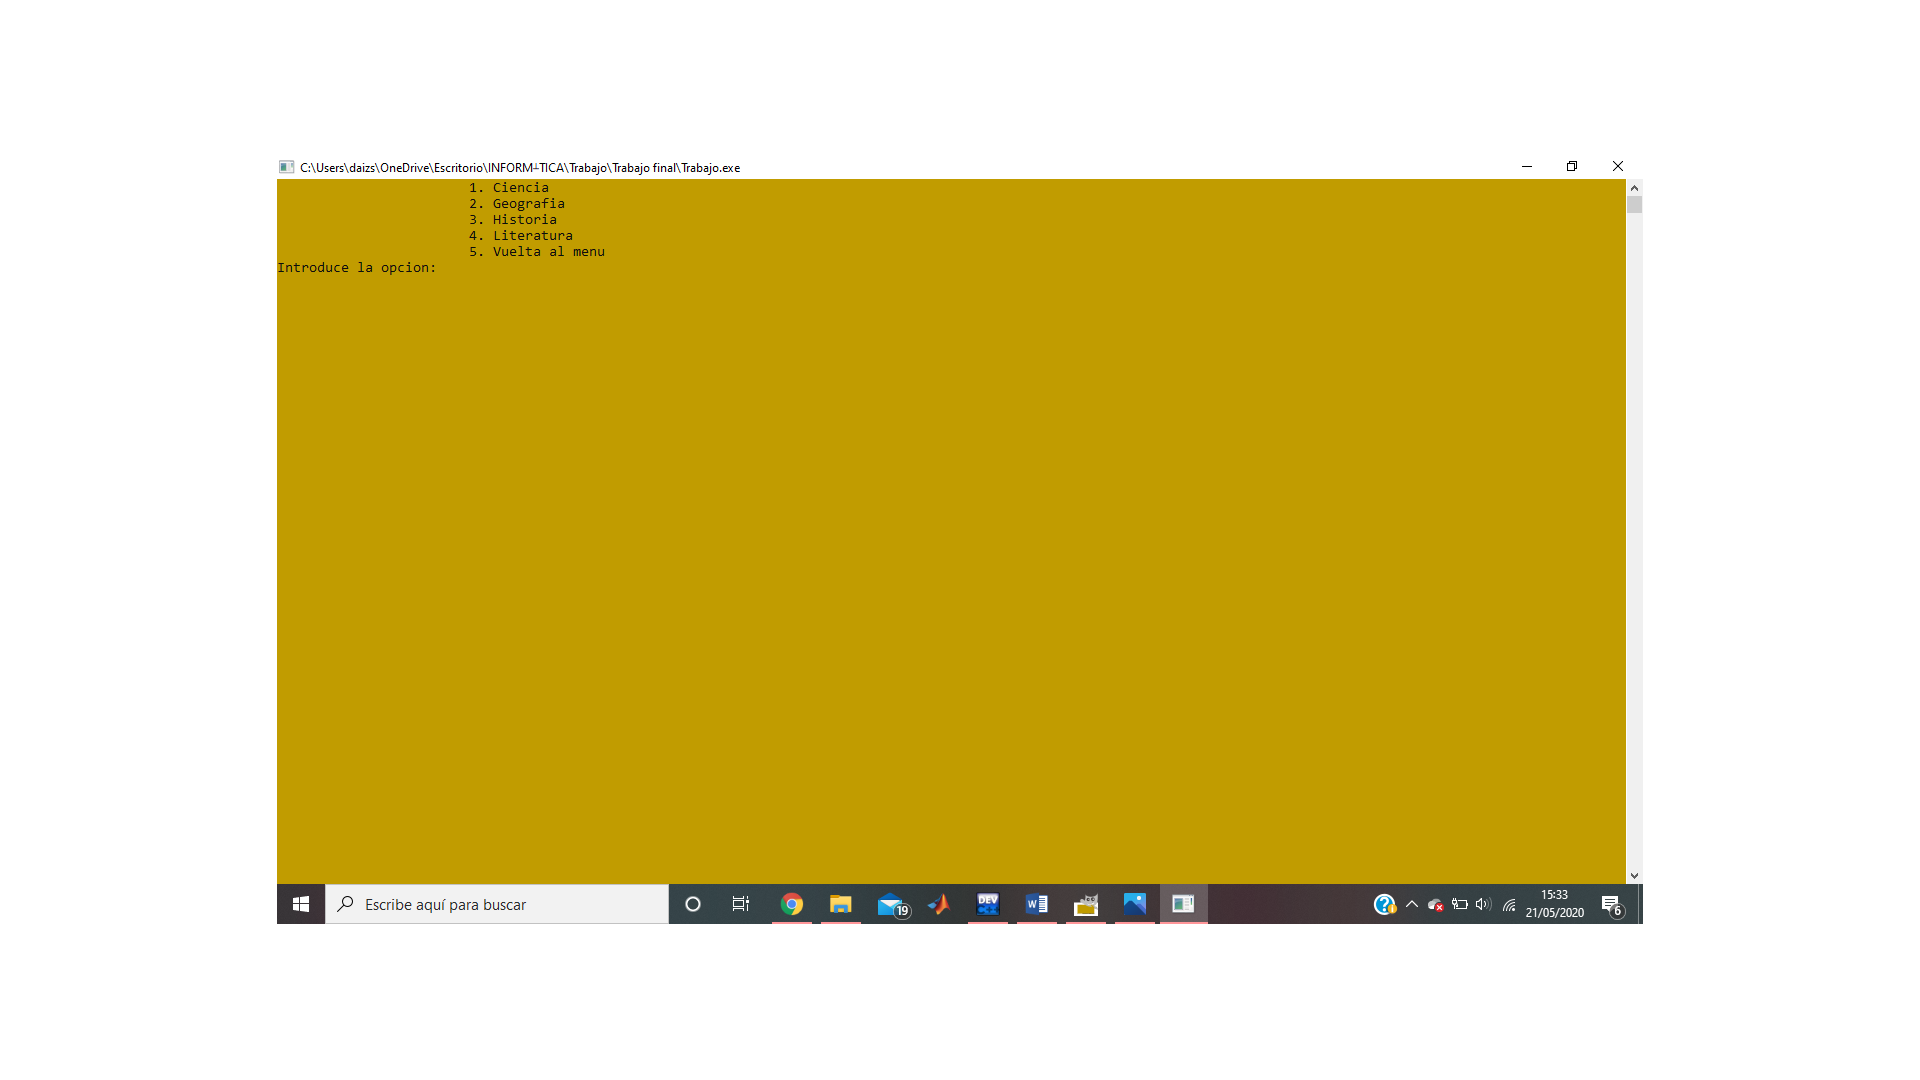 C:\Users\daizs\OneDrive\Escritorio\INFORM┴TICA\Trabajo\Trabajo final\Trabajo.exe
1. Ciencia
2. Geografia
3. Historia
4. Literatura
5. Vuelta al menu
Introduce la opcion:
Escribe aquí para buscar
19
DEV
W
15:33
21/05/2020
6